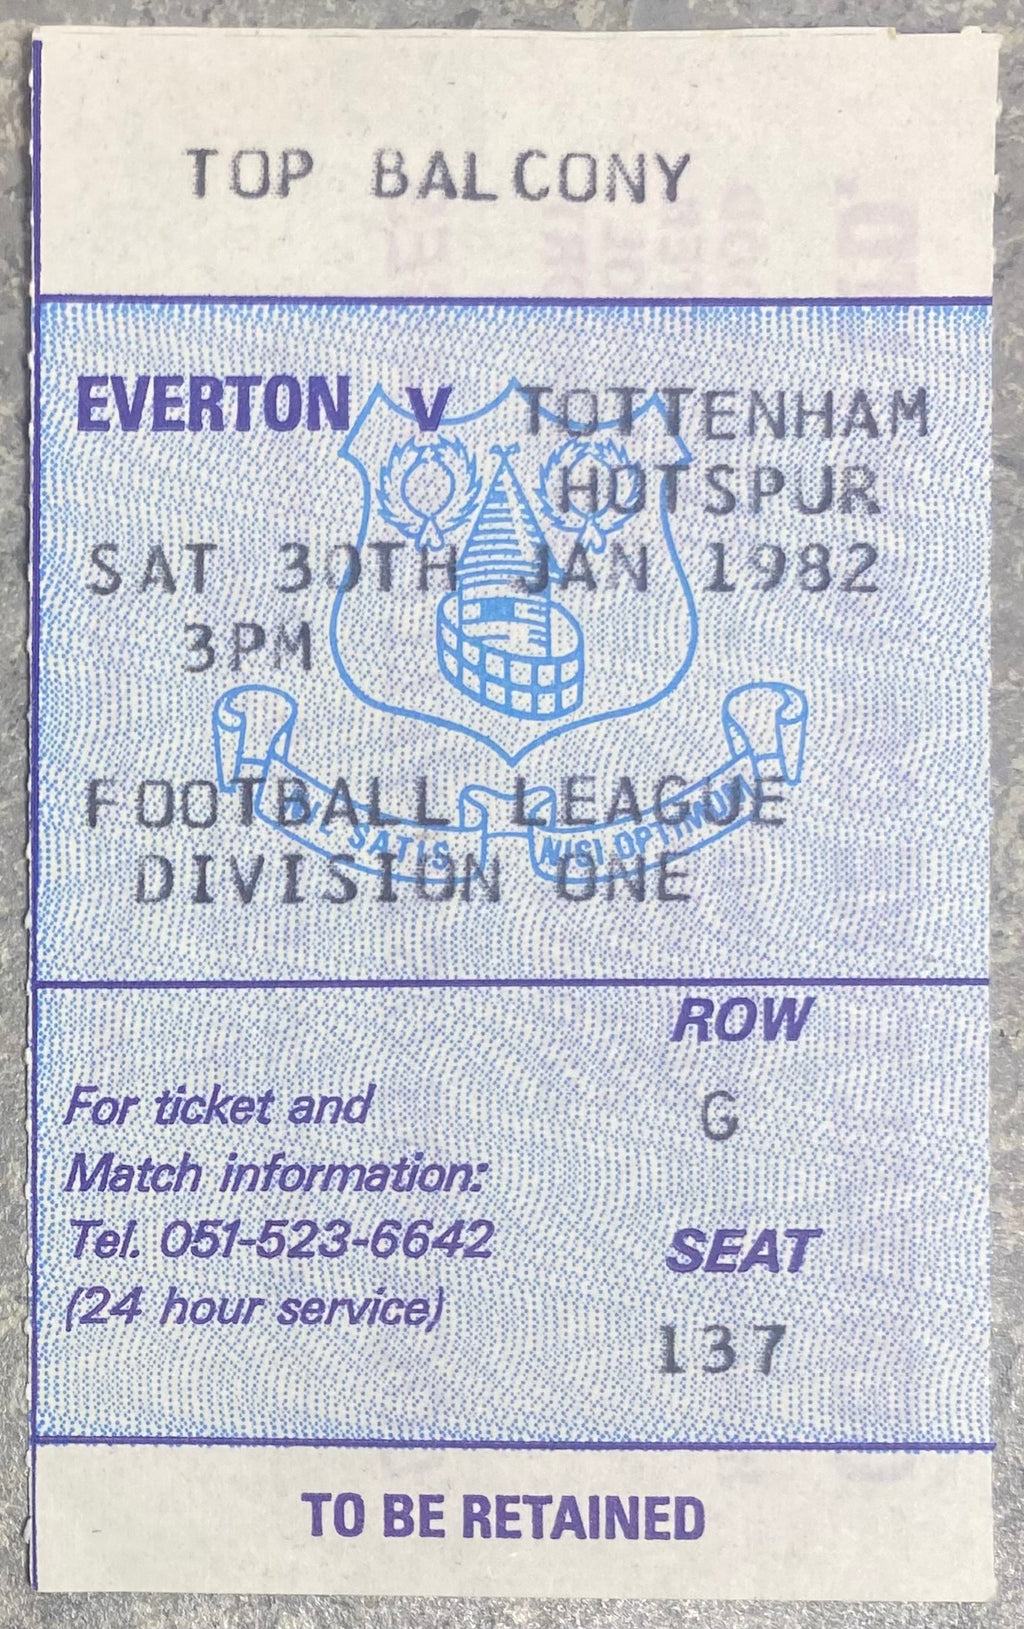 TOP BALCONY
EVERTON v TOTTENHAM
HOTSPUR
SAT 30TH JAN 1982
3PM
FOOTBALL LEAGUE
NIL SATIS NISI OPTIMUM
DIVISION ONE
ROW
For ticket and
G
Match information:
Tel. 051-523-6642
SEAT
(24 hour service)
137
TO BE RETAINED